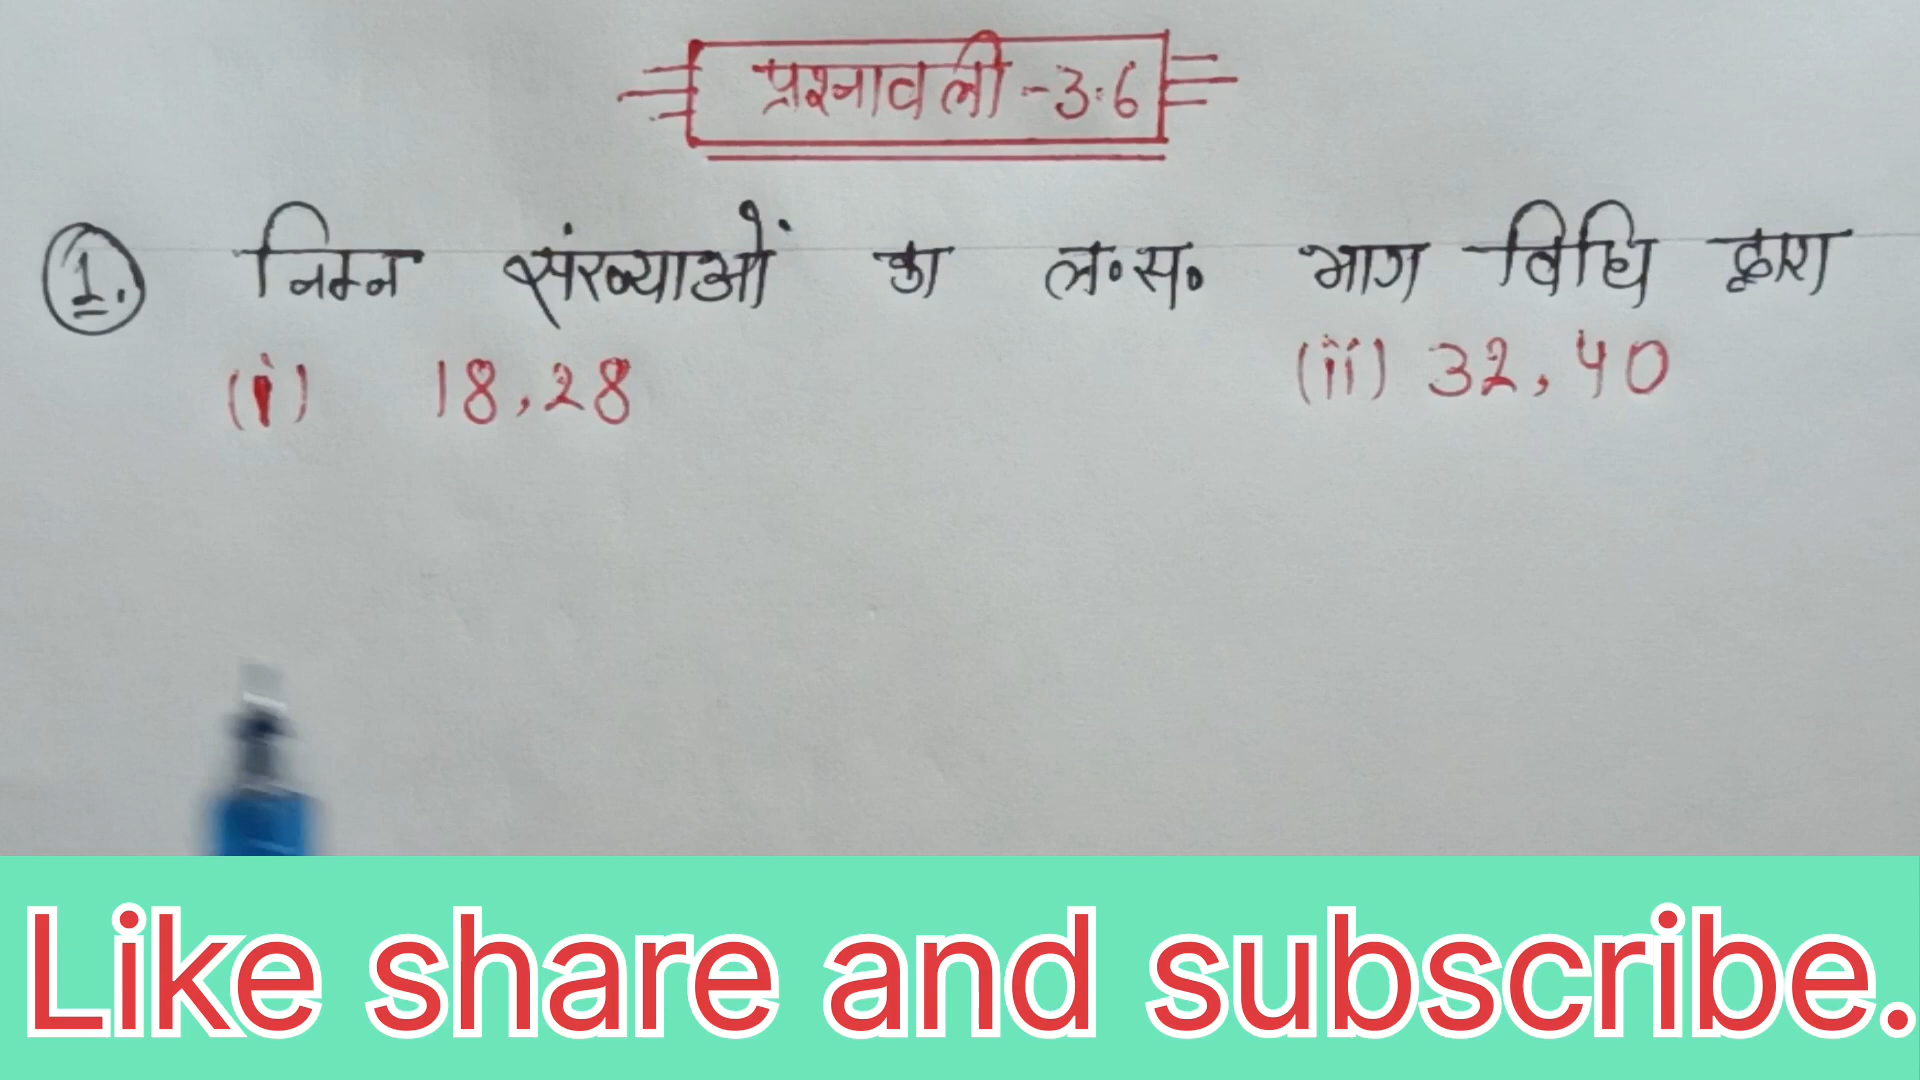 प्रश्नावली-3.6
1. निम्न संख्याओं का ल॰स॰ भाग विधि द्वारा
(i) 18,28 (ii) 32,40
Like share and subscribe.